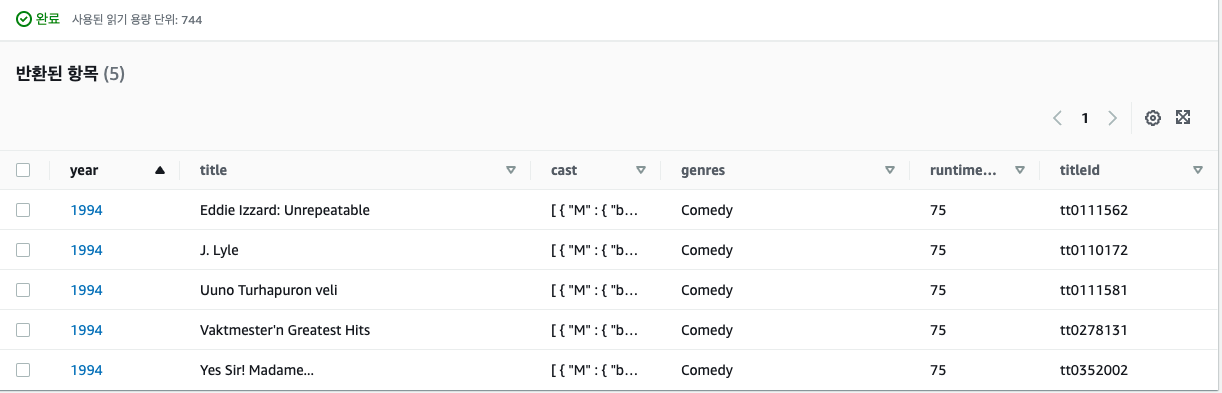 완료 사용된 읽기 용량 단위: 744
반환된 항목 (5)
1
year title cast genres runtime... titleId
1994 Eddie Izzard: Unrepeatable [ { "M" : { "b... Comedy 75 tt0111562
1994 J. Lyle [ { "M" : { "b... Comedy 75 tt0110172
1994 Uuno Turhapuron veli [ { "M" : { "b... Comedy 75 tt0111581
1994 Vaktmester'n Greatest Hits [ { "M" : { "b... Comedy 75 tt0278131
1994 Yes Sir! Madame... [ { "M" : { "b... Comedy 75 tt0352002